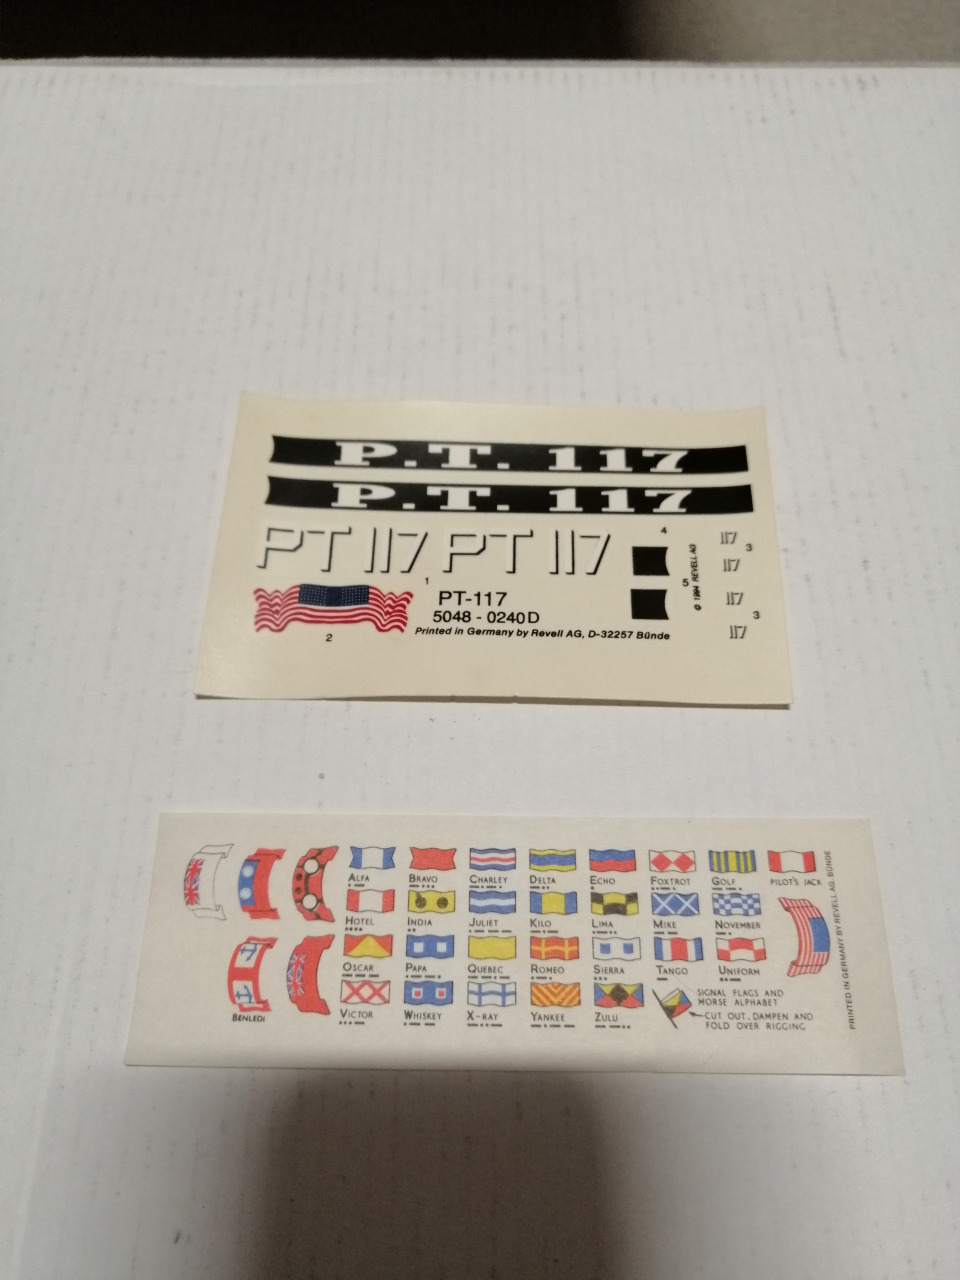 P.T. 117
P.T. 117
PT 117 PT 117
1
2
PT-117
5048 - 0240 D
Printed in Germany by Revell AG, D-32257 Bünde
4
5
© 1994 REVELL AG
117
3
117
117
3
117
ALFA
BRAVO
CHARLEY
DELTA
ECHO
FOXTROT
GOLF
PILOT'S JACK
HOTEL
INDIA
JULIET
KILO
LIMA
MIKE
NOVEMBER
OSCAR
PAPA
QUEBEC
ROMEO
SIERRA
TANGO
UNIFORM
BENLEDI
VICTOR
WHISKEY
X-RAY
YANKEE
ZULU
SIGNAL FLAGS AND
MORSE ALPHABET
CUT OUT, DAMPEN AND
FOLD OVER RIGGING
PRINTED IN GERMANY BY REVELL AG. BÜNDE